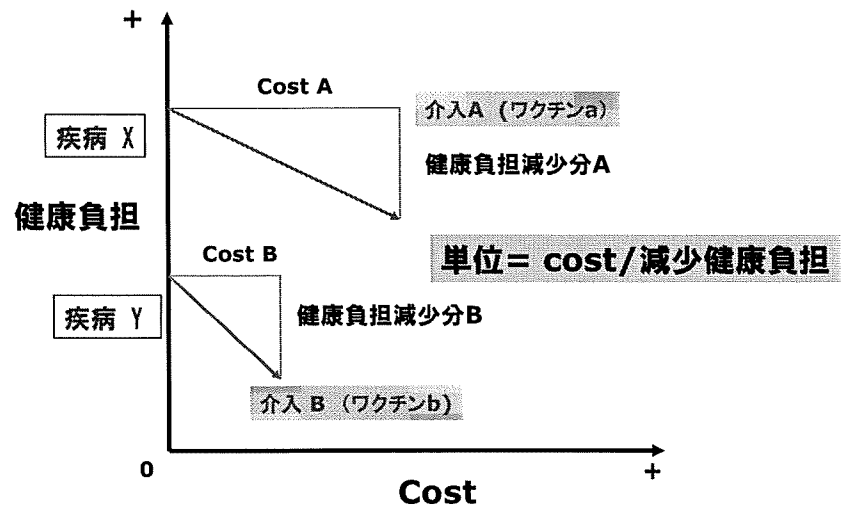 +
Cost A
介入A (ワクチンa)
疾病 X
健康負担減少分A
健康負担
Cost B
単位= cost/減少健康負担
疾病 Y
健康負担減少分B
介入 B (ワクチンb)
0
+
Cost